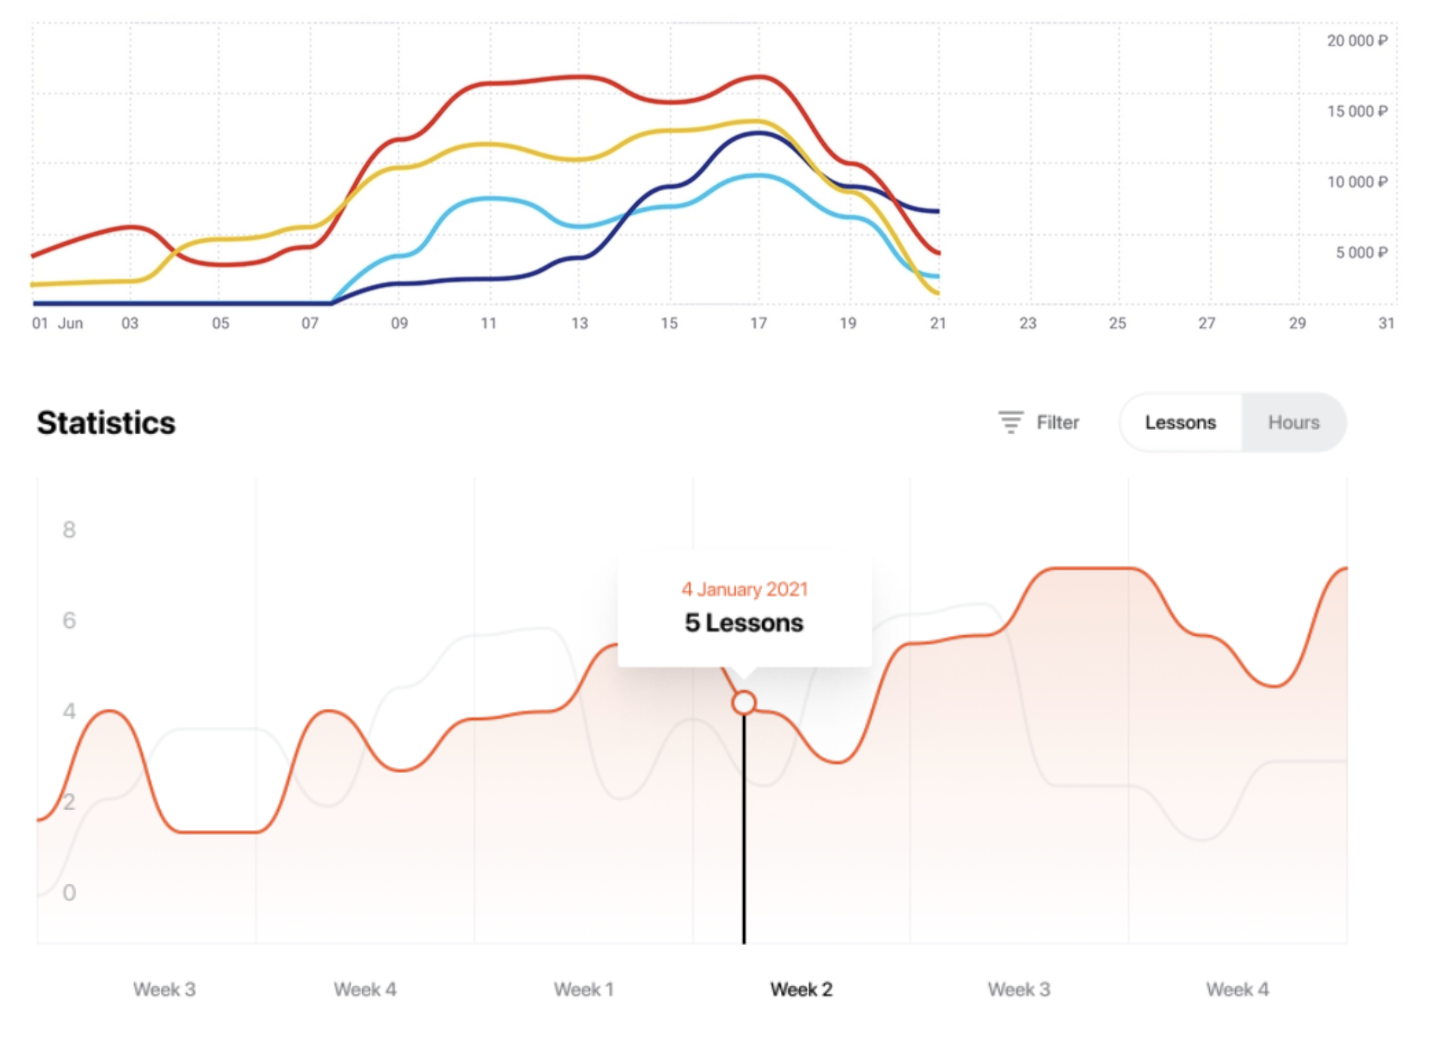 20 000 ₽
15 000 ₽
10 000 ₽
5 000 ₽
01 Jun 03 05 07 09 11 13 15 17 19 21 23 25 27 29 31
Statistics
Filter
Lessons Hours
8
6
4
2
0
4 January 2021
5 Lessons
Week 3 Week 4 Week 1 Week 2 Week 3 Week 4